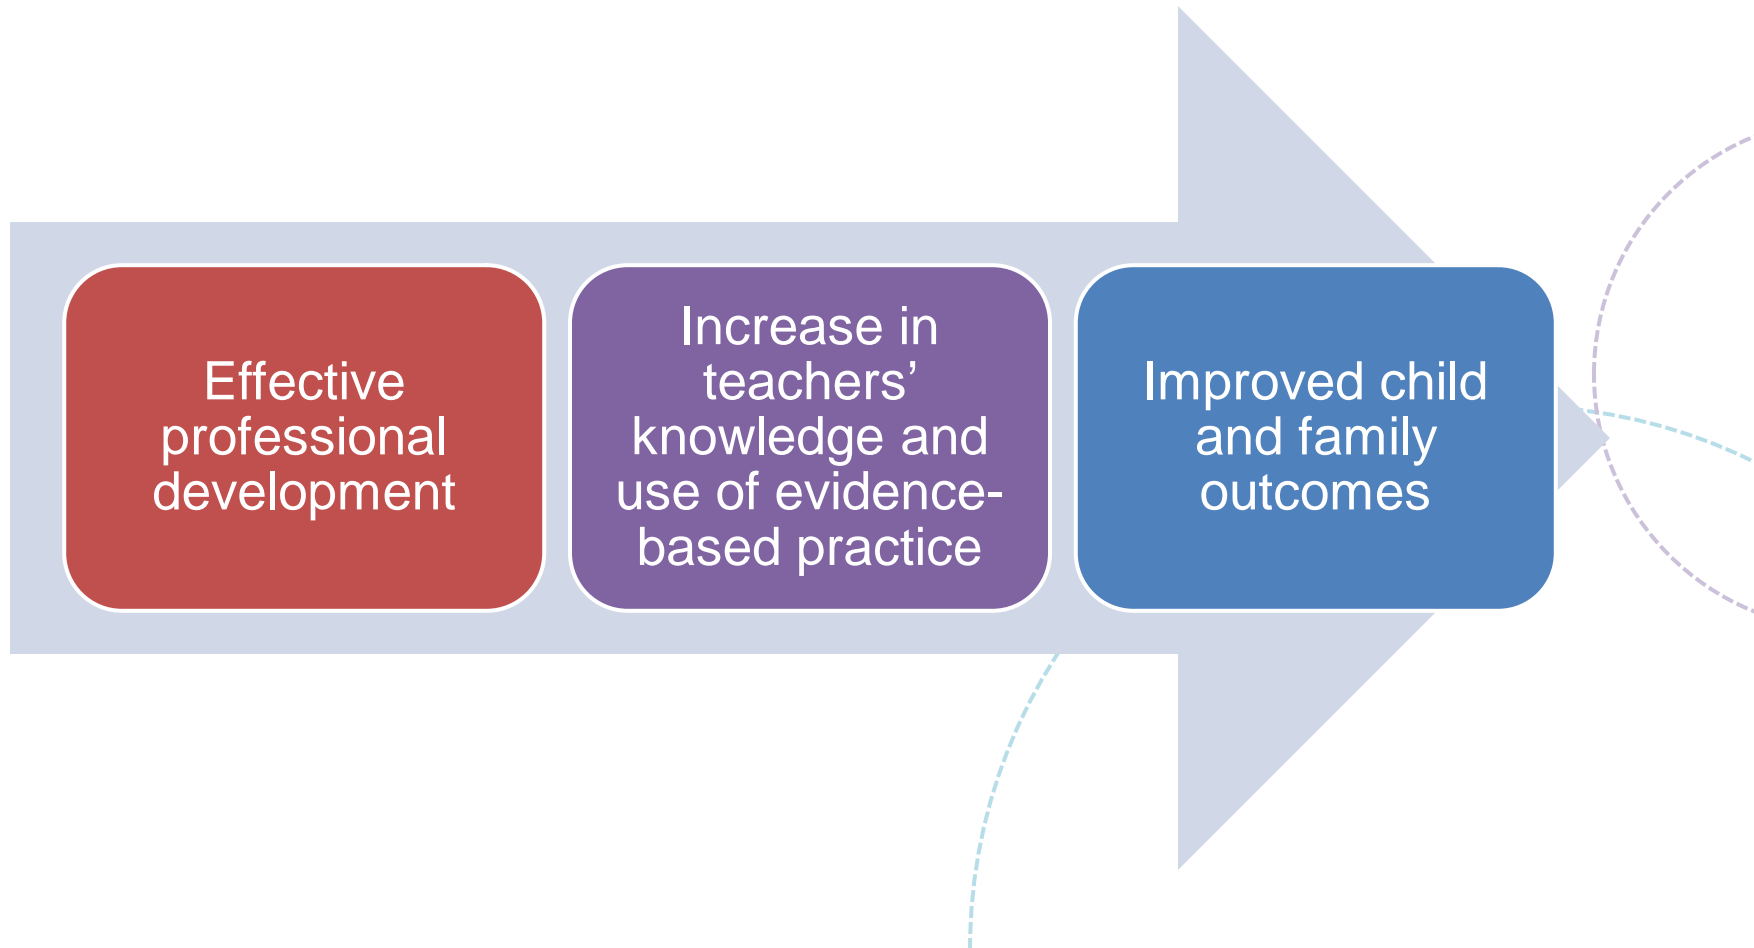 Effective
professional
development
Increase in
teachers’
knowledge and
use of evidence-
based practice
Improved child
and family
outcomes